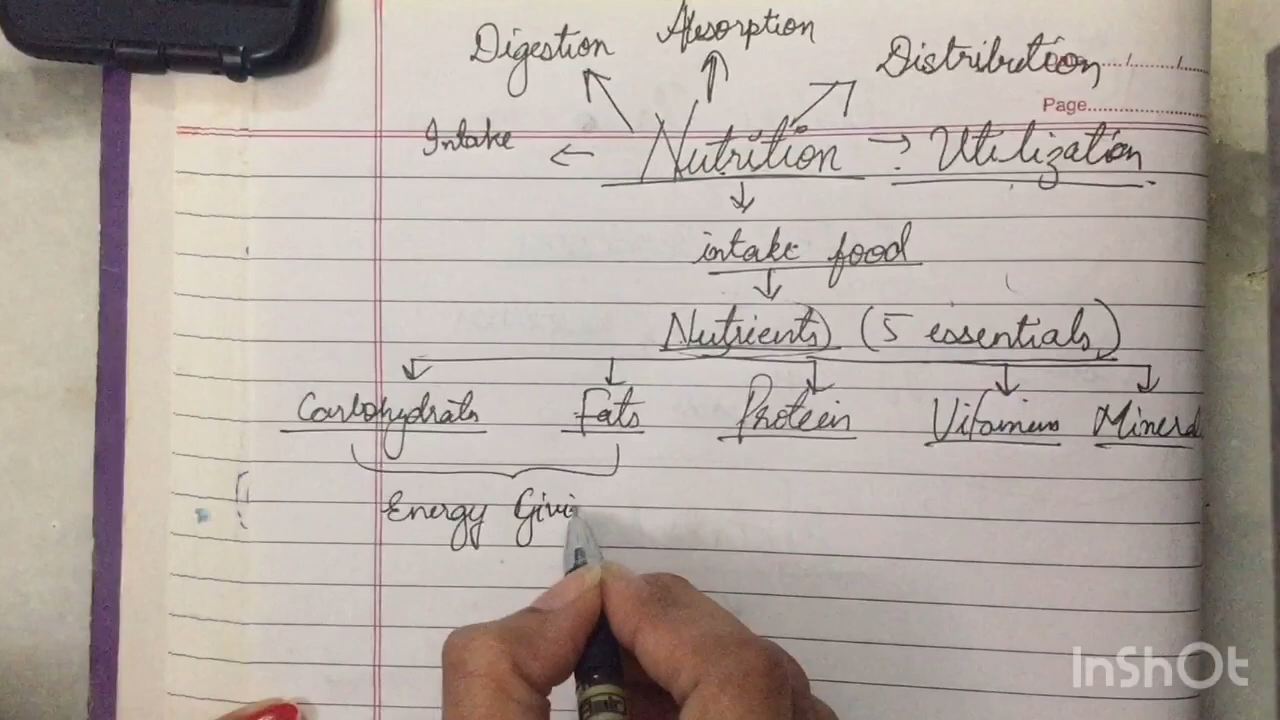 Digestion Absorption Distribution
Page
Intake ← Nutrition → Utilization
intake food
Nutrients (5 essentials)
Carbohydrats Fats Protein Vitamins Mineral
Energy Givi
InShOt